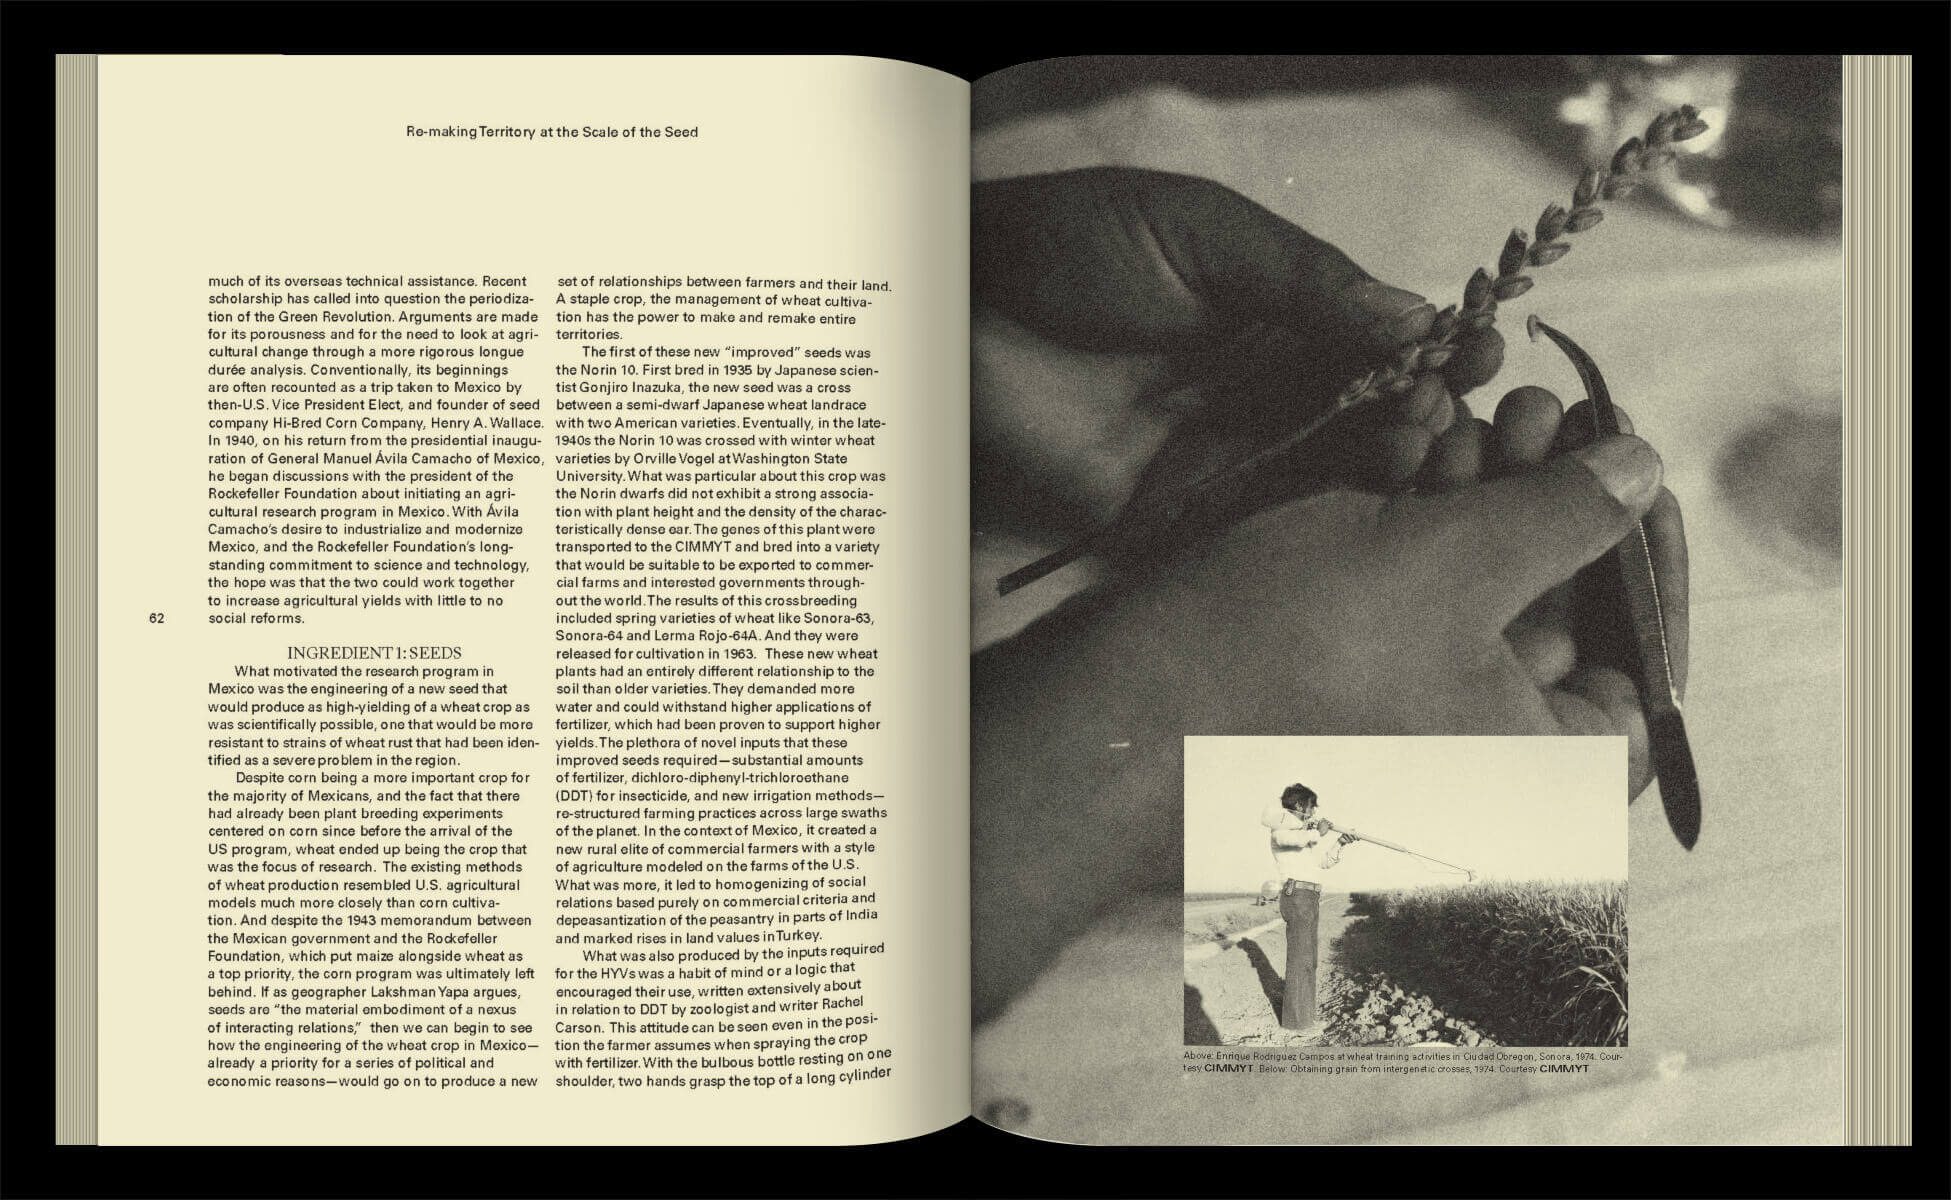 Re-making Territory at the Scale of the Seed
much of its overseas technical assistance. Recent
scholarship has called into question the periodiza-
tion of the Green Revolution. Arguments are made
for its porousness and for the need to look at agri-
cultural change through a more rigorous longue
durée analysis. Conventionally, its beginnings
are often recounted as a trip taken to Mexico by
then-U.S. Vice President Elect, and founder of seed
company Hi-Bred Corn Company, Henry A. Wallace.
In 1940, on his return from the presidential inaugu-
ration of General Manuel Ávila Camacho of Mexico,
he began discussions with the president of the
Rockefeller Foundation about initiating an agri-
cultural research program in Mexico. With Ávila
Camacho's desire to industrialize and modernize
Mexico, and the Rockefeller Foundation's long-
standing commitment to science and technology,
the hope was that the two could work together
to increase agricultural yields with little to no
social reforms.
62
INGREDIENT 1: SEEDS
What motivated the research program in
Mexico was the engineering of a new seed that
would produce as high-yielding of a wheat crop as
was scientifically possible, one that would be more
resistant to strains of wheat rust that had been iden-
tified as a severe problem in the region.
Despite corn being a more important crop for
the majority of Mexicans, and the fact that there
had already been plant breeding experiments
centered on corn since before the arrival of the
US program, wheat ended up being the crop that
was the focus of research. The existing methods
of wheat production resembled U.S. agricultural
models much more closely than corn cultiva-
tion. And despite the 1943 memorandum between
the Mexican government and the Rockefeller
Foundation, which put maize alongside wheat as
a top priority, the corn program was ultimately left
behind. If as geographer Lakshman Yapa argues,
seeds are “the material embodiment of a nexus
of interacting relations,” then we can begin to see
how the engineering of the wheat crop in Mexico—
already a priority for a series of political and
economic reasons—would go on to produce a new
set of relationships between farmers and their land.
A staple crop, the management of wheat cultiva-
tion has the power to make and remake entire
territories.
The first of these new “improved” seeds was
the Norin 10. First bred in 1935 by Japanese scien-
tist Gonjiro Inazuka, the new seed was a cross
between a semi-dwarf Japanese wheat landrace
with two American varieties. Eventually, in the late-
1940s the Norin 10 was crossed with winter wheat
varieties by Orville Vogel at Washington State
University. What was particular about this crop was
the Norin dwarfs did not exhibit a strong associa-
tion with plant height and the density of the charac-
teristically dense ear. The genes of this plant were
transported to the CIMMYT and bred into a variety
that would be suitable to be exported to commer-
cial farms and interested governments through-
out the world. The results of this crossbreeding
included spring varieties of wheat like Sonora-63,
Sonora-64 and Lerma Rojo-64A. And they were
released for cultivation in 1963. These new wheat
plants had an entirely different relationship to the
soil than older varieties. They demanded more
water and could withstand higher applications of
fertilizer, which had been proven to support higher
yields. The plethora of novel inputs that these
improved seeds required—substantial amounts
of fertilizer, dichloro-diphenyl-trichloroethane
(DDT) for insecticide, and new irrigation methods—
re-structured farming practices across large swaths
of the planet. In the context of Mexico, it created a
new rural elite of commercial farmers with a style
of agriculture modeled on the farms of the U.S.
What was more, it led to homogenizing of social
relations based purely on commercial criteria and
depeasantization of the peasantry in parts of India
and marked rises in land values in Turkey.
What was also produced by the inputs required
for the HYVs was a habit of mind or a logic that
encouraged their use, written extensively about
in relation to DDT by zoologist and writer Rachel
Carson. This attitude can be seen even in the posi-
tion the farmer assumes when spraying the crop
with fertilizer. With the bulbous bottle resting on one
shoulder, two hands grasp the top of a long cylinder
Above: Enrique Rodriguez Campos at wheat training activities in Ciudad Obregon, Sonora, 1974. Cour-
tesy CIMMYT. Below: Obtaining grain from intergenetic crosses, 1974. Courtesy CIMMYT